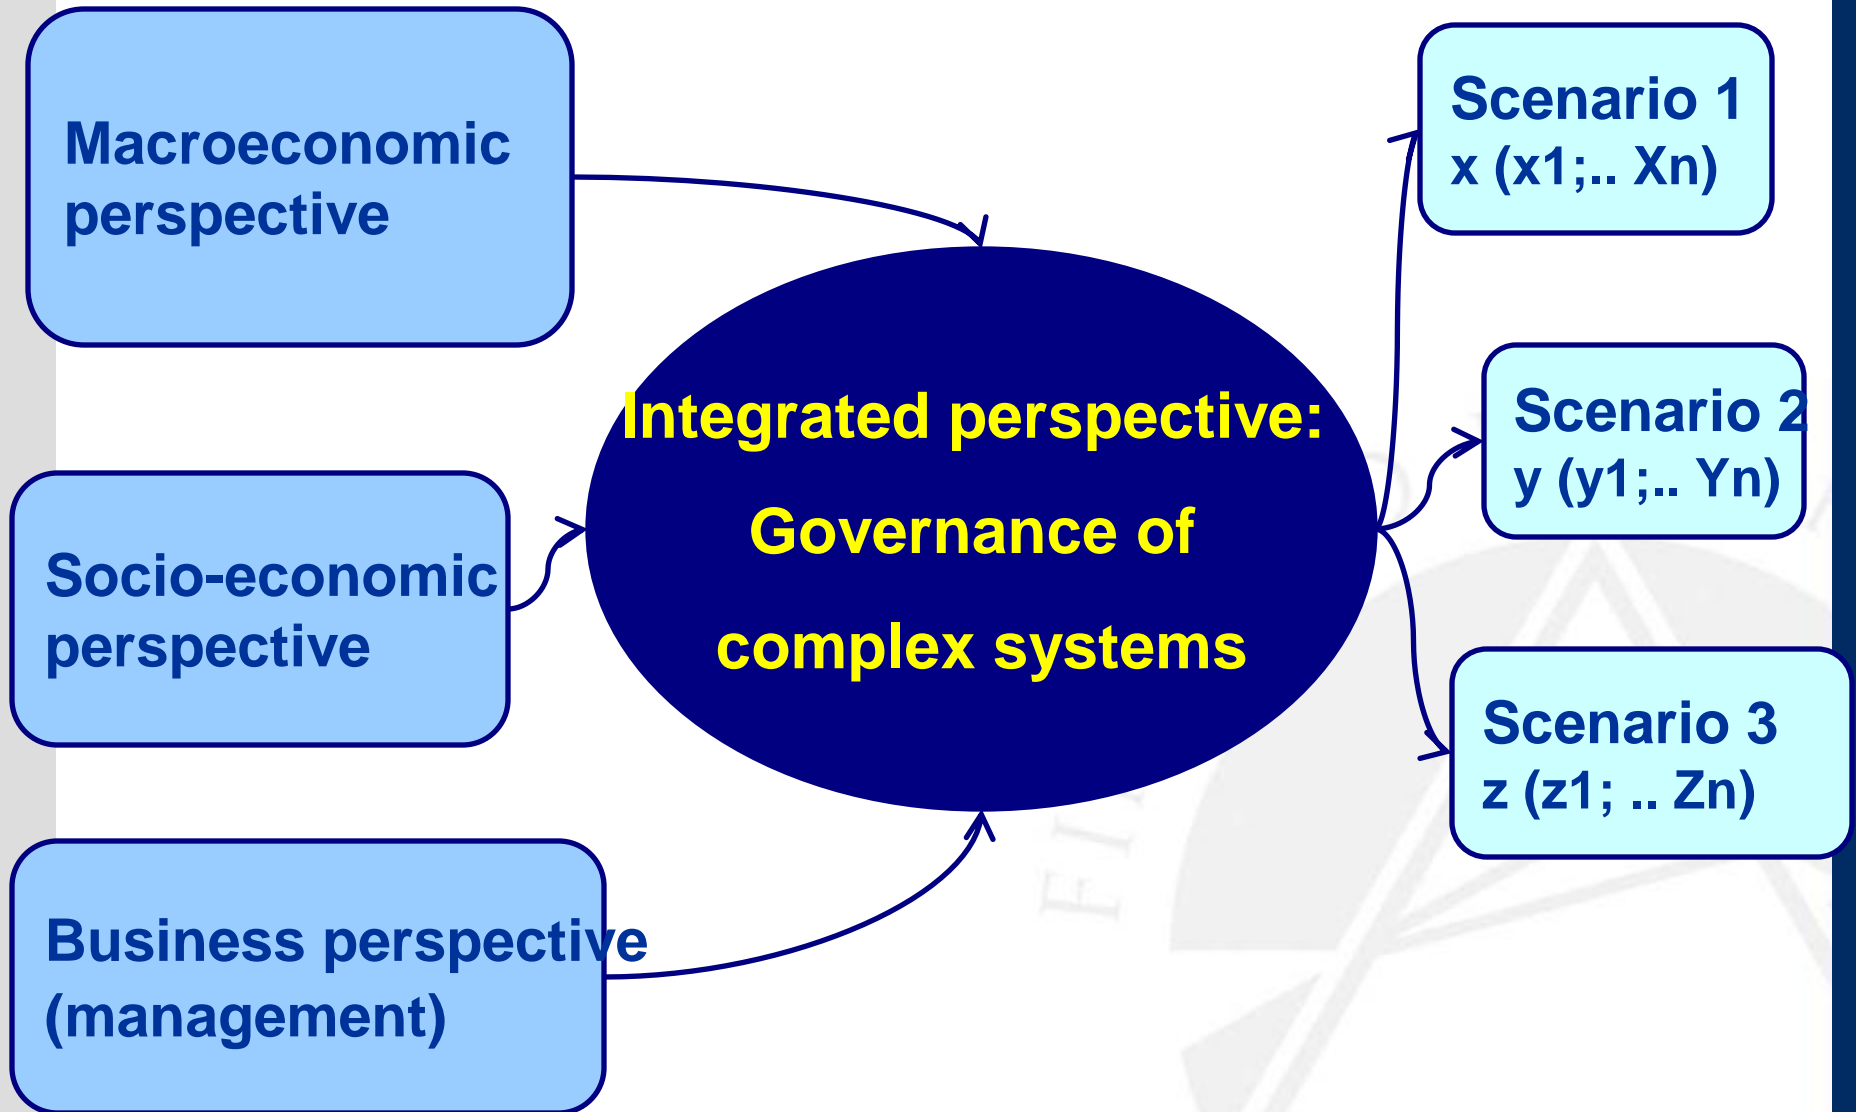 Macroeconomic
perspective
Socio-economic
perspective
Business perspective
(management)
Integrated perspective:
Governance of
complex systems
Scenario 1
x (x1;.. Xn)
Scenario 2
y (y1;.. Yn)
Scenario 3
z (z1; .. Zn)